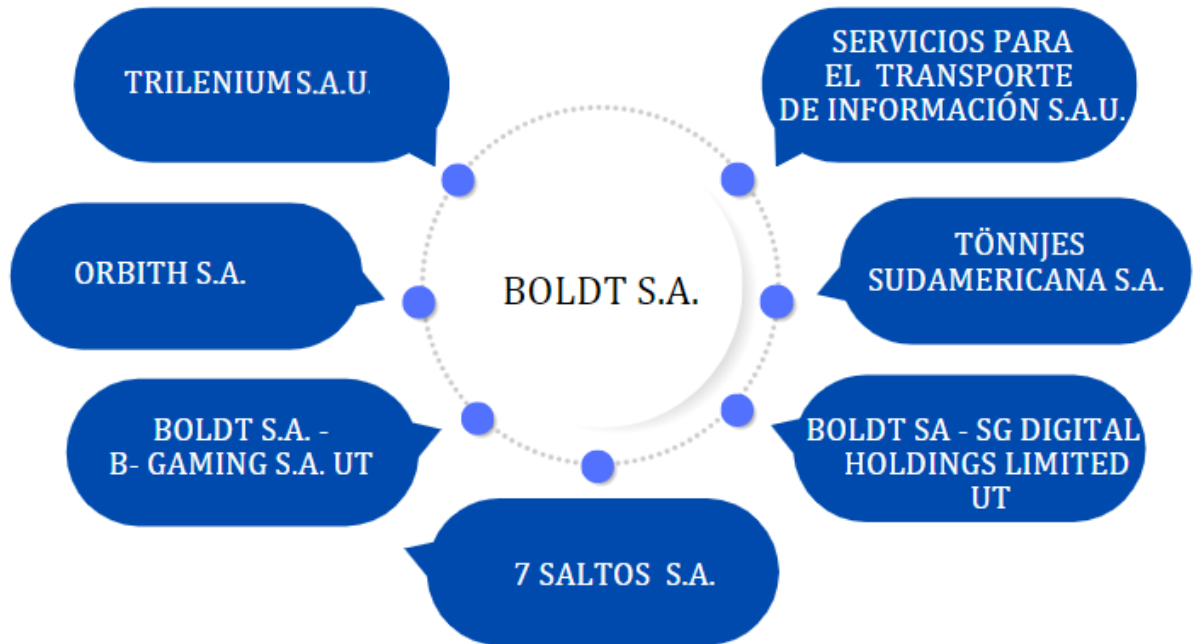 TRILENIUM S.A.U.
SERVICIOS PARA
EL TRANSPORTE
DE INFORMACIÓN S.A.U.
ORBITH S.A.
BOLDT S.A.
TÖNNJES
SUDAMERICANA S.A.
BOLDT S.A. -
B- GAMING S.A. UT
BOLDT SA - SG DIGITAL
HOLDINGS LIMITED
UT
7 SALTOS S.A.